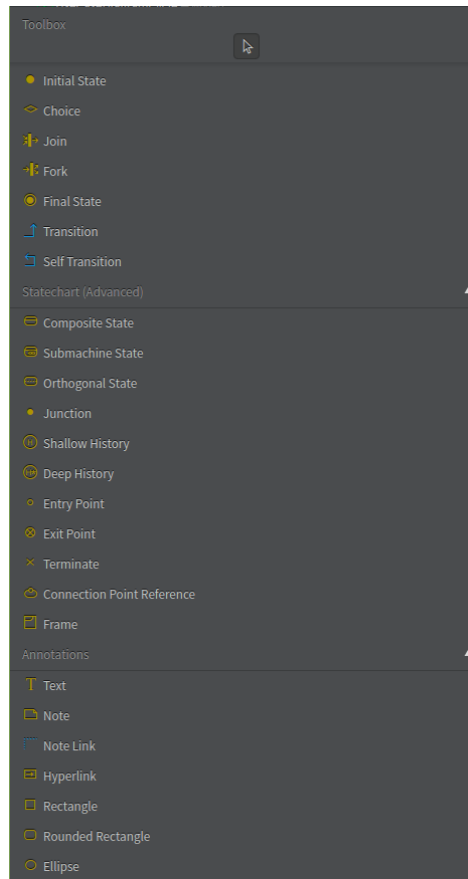 Toolbox
Initial State
Choice
Join
Fork
Final State
Transition
Self Transition
Statechart (Advanced)
Composite State
Submachine State
Orthogonal State
Junction
H Shallow History
Deep History
Entry Point
Exit Point
Terminate
Connection Point Reference
Frame
Annotations
T Text
Note
Note Link
Hyperlink
Rectangle
Rounded Rectangle
Ellipse